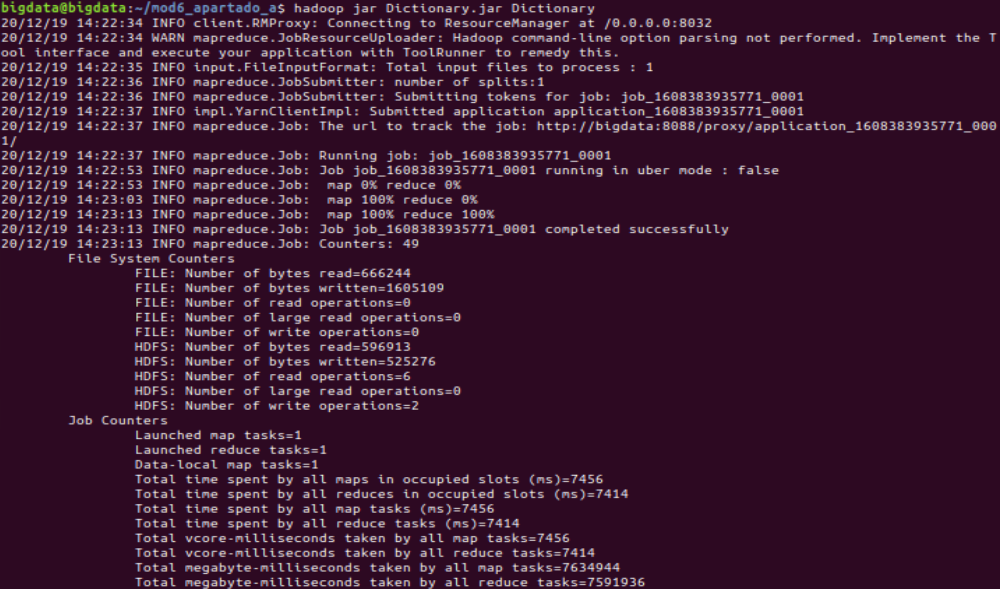 bigdata@bigdata:~/mod6_apartado_a$ hadoop jar Dictionary.jar Dictionary
20/12/19 14:22:34 INFO client.RMProxy: Connecting to ResourceManager at /0.0.0.0:8032
20/12/19 14:22:34 WARN mapreduce.JobResourceUploader: Hadoop command-line option parsing not performed. Implement the T
ool interface and execute your application with ToolRunner to remedy this.
20/12/19 14:22:35 INFO input.FileInputFormat: Total input files to process : 1
20/12/19 14:22:36 INFO mapreduce.JobSubmitter: number of splits:1
20/12/19 14:22:36 INFO mapreduce.JobSubmitter: Submitting tokens for job: job_1608383935771_0001
20/12/19 14:22:37 INFO impl.YarnClientImpl: Submitted application application_1608383935771_0001
20/12/19 14:22:37 INFO mapreduce.Job: The url to track the job: http://bigdata:8088/proxy/application_1608383935771_000
1/
20/12/19 14:22:37 INFO mapreduce.Job: Running job: job_1608383935771_0001
20/12/19 14:22:53 INFO mapreduce.Job: Job job_1608383935771_0001 running in uber mode : false
20/12/19 14:22:53 INFO mapreduce.Job:  map 0% reduce 0%
20/12/19 14:23:03 INFO mapreduce.Job:  map 100% reduce 0%
20/12/19 14:23:13 INFO mapreduce.Job:  map 100% reduce 100%
20/12/19 14:23:13 INFO mapreduce.Job: Job job_1608383935771_0001 completed successfully
20/12/19 14:23:13 INFO mapreduce.Job: Counters: 49
File System Counters
FILE: Number of bytes read=666244
FILE: Number of bytes written=1605109
FILE: Number of read operations=0
FILE: Number of large read operations=0
FILE: Number of write operations=0
HDFS: Number of bytes read=596913
HDFS: Number of bytes written=525276
HDFS: Number of read operations=6
HDFS: Number of large read operations=0
HDFS: Number of write operations=2
Job Counters
Launched map tasks=1
Launched reduce tasks=1
Data-local map tasks=1
Total time spent by all maps in occupied slots (ms)=7456
Total time spent by all reduces in occupied slots (ms)=7414
Total time spent by all map tasks (ms)=7456
Total time spent by all reduce tasks (ms)=7414
Total vcore-milliseconds taken by all map tasks=7456
Total vcore-milliseconds taken by all reduce tasks=7414
Total megabyte-milliseconds taken by all map tasks=7634944
Total megabyte-milliseconds taken by all reduce tasks=7591936